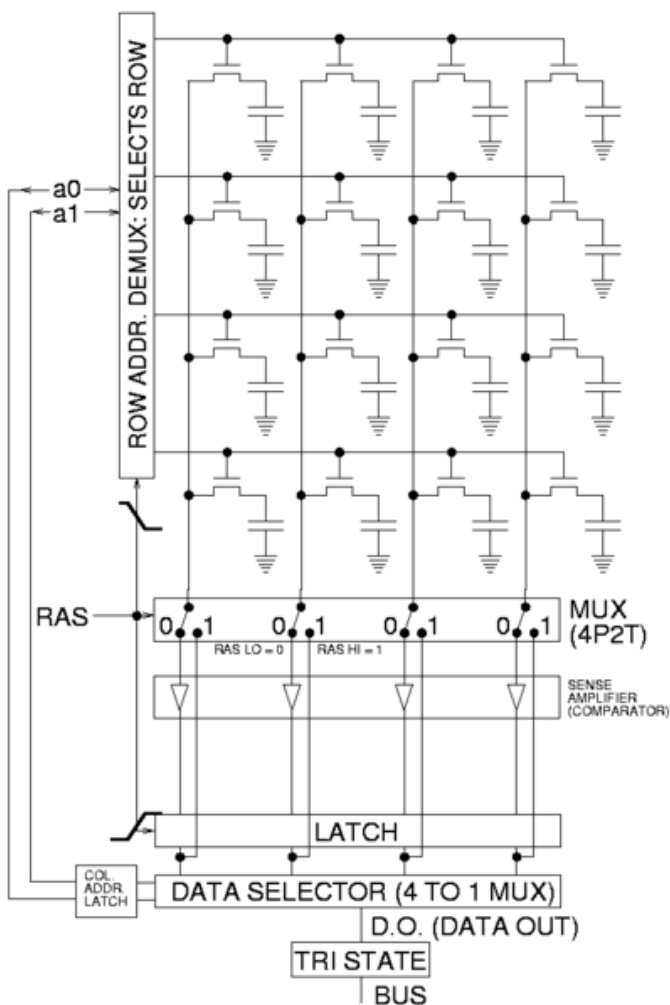 ROW ADDR. DEMUX: SELECTS ROW
a0
a1
RAS
0 1
0 1
0 1
0 1
MUX
(4P2T)
RAS LO = 0
RAS HI = 1
SENSE
AMPLIFIER
(COMPARATOR)
LATCH
COL.
ADDR.
LATCH
DATA SELECTOR (4 TO 1 MUX)
D.O. (DATA OUT)
TRI STATE
BUS